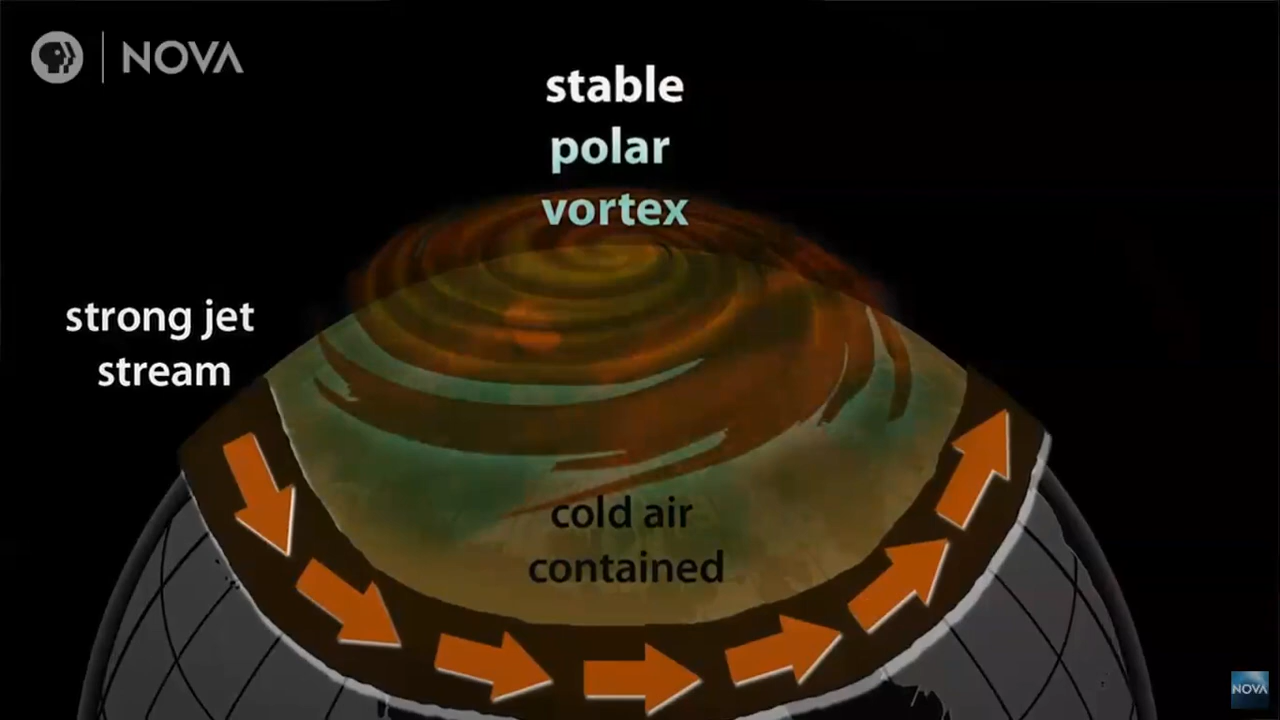 NOVA
stable
polar
vortex
strong jet
stream
cold air
contained
NOVA